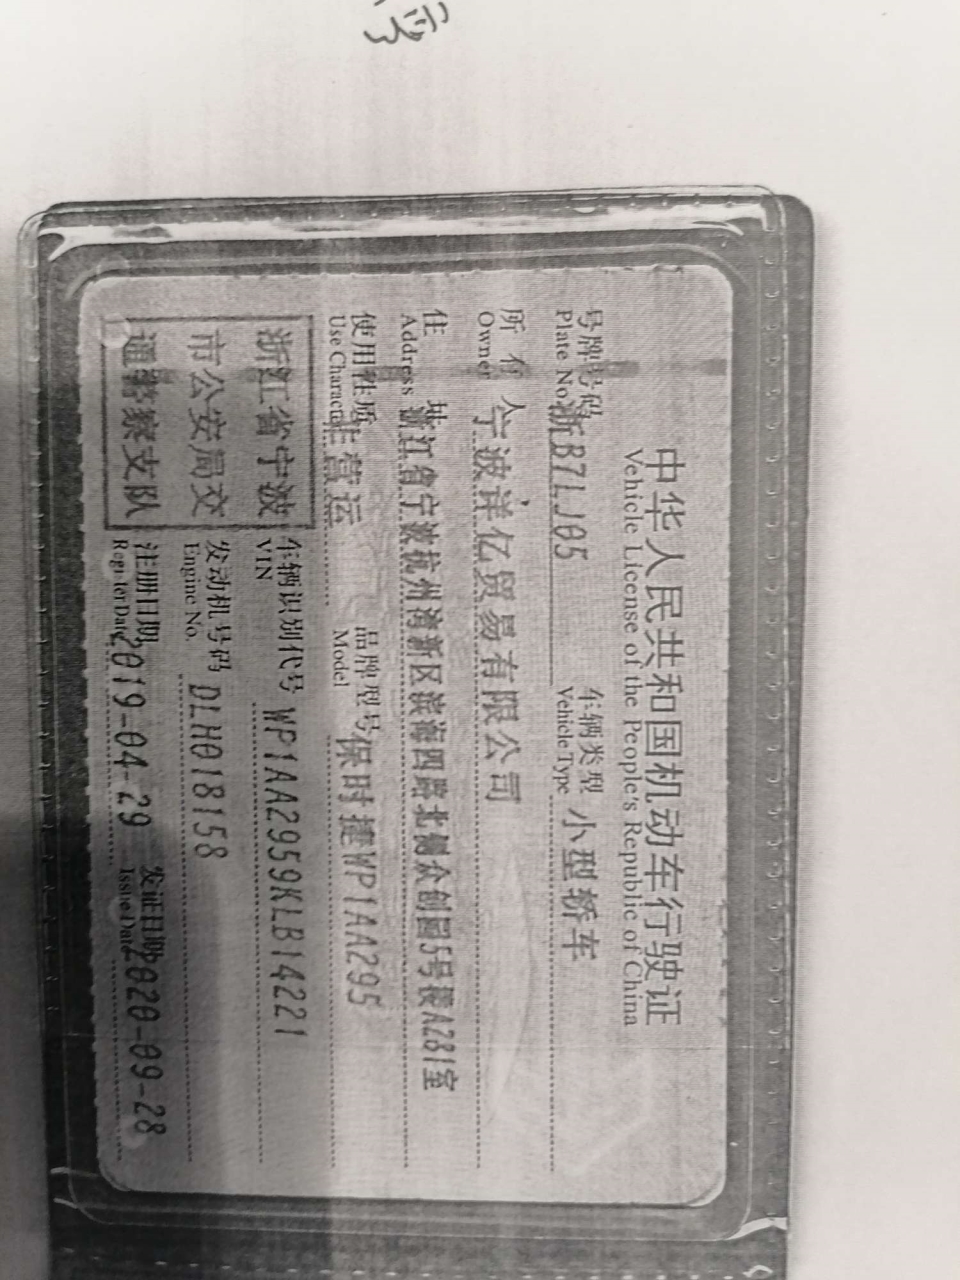 中华人民共和国机动车行驶证
Vehicle License of the People's Republic of China
号牌号码 浙B7LJ05 车辆类型 小型轿车
Plate No. Vehicle Type
所有人 宁波详亿贸易有限公司
Owner
住址 浙江省宁波杭州湾新区滨海四路北侧众创园5号楼A281室
Address
使用性质 非营运 品牌型号 保时捷WP1AA295
Use Character Model
浙江省宁波
市公安局交
通警察支队
车辆识别代号 WP1AA2959KLB14221
VIN
发动机号码 DLH018158
Engine No.
注册日期 2019-04-29 发证日期 2020-09-28
Register Date Issue Date